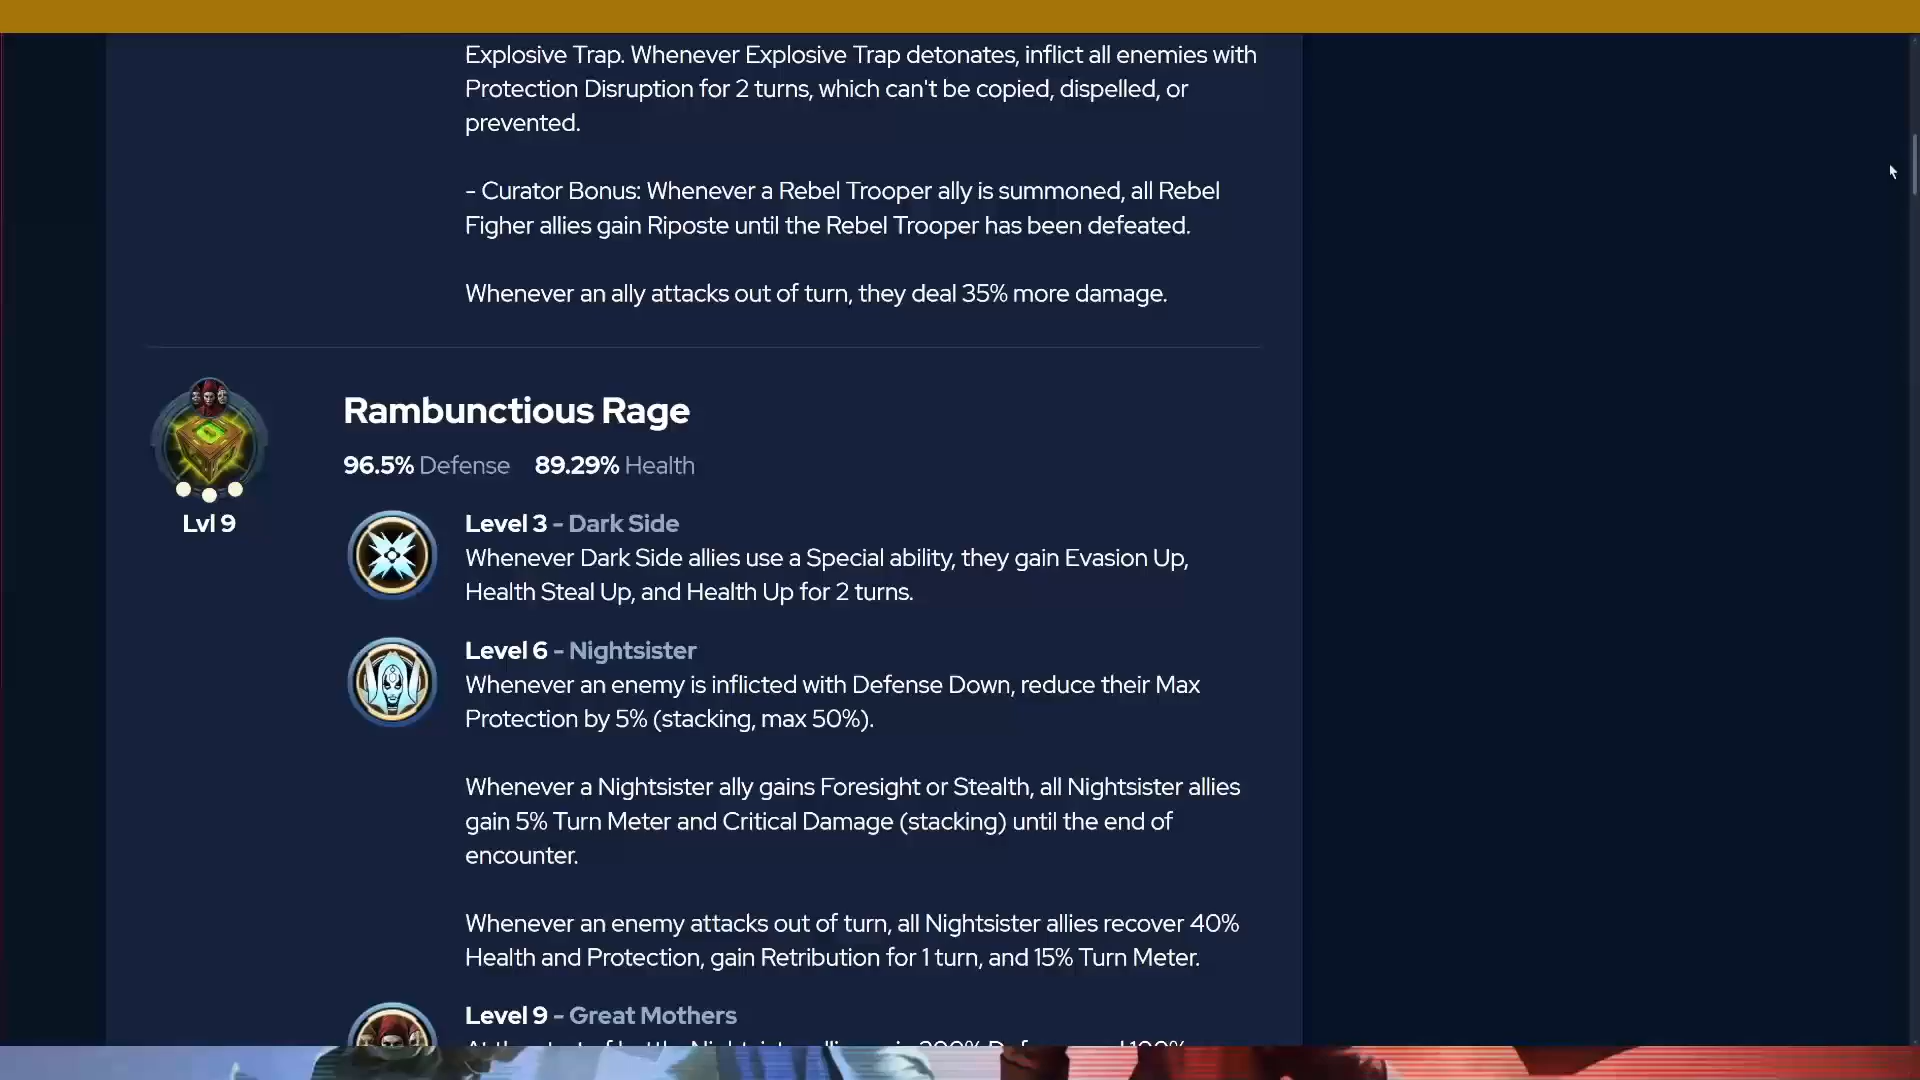 Explosive Trap. Whenever Explosive Trap detonates, inflict all enemies with
Protection Disruption for 2 turns, which can't be copied, dispelled, or
prevented.
- Curator Bonus: Whenever a Rebel Trooper ally is summoned, all Rebel
Figher allies gain Riposte until the Rebel Trooper has been defeated.
Whenever an ally attacks out of turn, they deal 35% more damage.
Rambunctious Rage
96.5% Defense 89.29% Health
Lvl 9
Level 3 - Dark Side
Whenever Dark Side allies use a Special ability, they gain Evasion Up,
Health Steal Up, and Health Up for 2 turns.
Level 6 - Nightsister
Whenever an enemy is inflicted with Defense Down, reduce their Max
Protection by 5% (stacking, max 50%).
Whenever a Nightsister ally gains Foresight or Stealth, all Nightsister allies
gain 5% Turn Meter and Critical Damage (stacking) until the end of
encounter.
Whenever an enemy attacks out of turn, all Nightsister allies recover 40%
Health and Protection, gain Retribution for 1 turn, and 15% Turn Meter.
Level 9 - Great Mothers